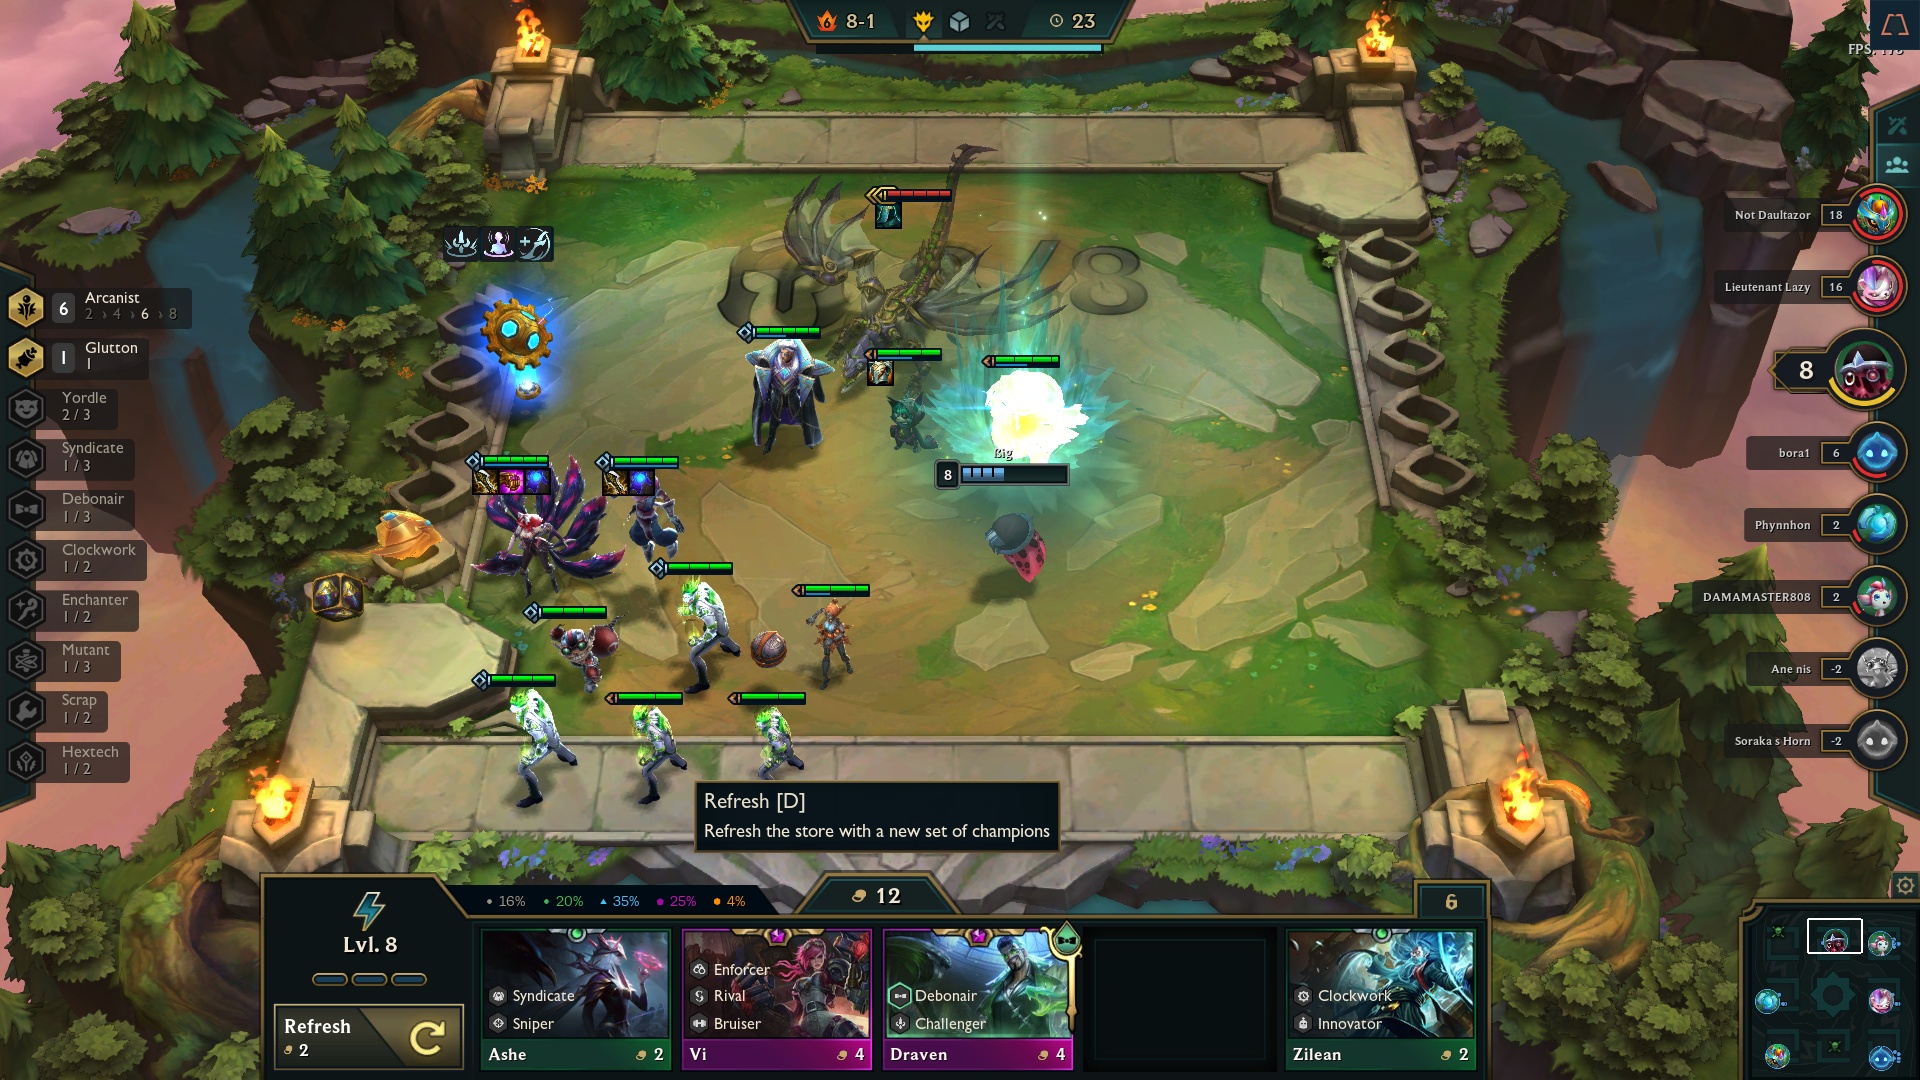 8-1
23
FPS: 178
Not Daultazor
18
Lieutenant Lazy
16
8
bora1
6
Phynnhon
2
DAMAMASTER808
2
Ane nis
-2
Soraka s Horn
-2
6
Arcanist
2 › 4 › 6 › 8
1
Glutton
1
Yordle
2 / 3
Syndicate
1 / 3
Debonair
1 / 3
Clockwork
1 / 2
Enchanter
1 / 2
Mutant
1 / 3
Scrap
1 / 2
Hextech
1 / 2
/8
Big
8
Refresh [D]
Refresh the store with a new set of champions
16%
20%
35%
25%
4%
12
6
Lvl. 8
Refresh
2
Syndicate
Sniper
Ashe
2
Enforcer
Rival
Bruiser
Vi
4
Debonair
Challenger
Draven
4
Clockwork
Innovator
Zilean
2